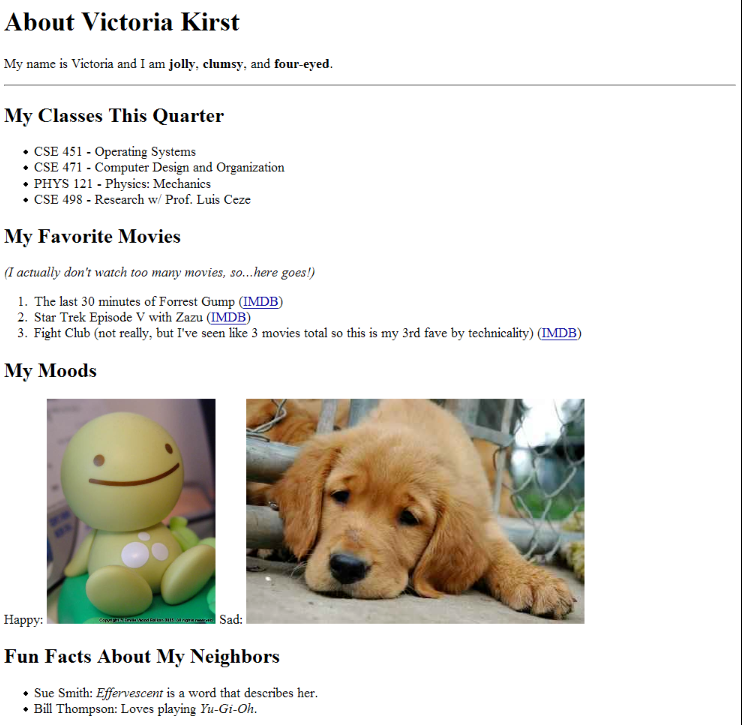 About Victoria Kirst
My name is Victoria and I am jolly, clumsy, and four-eyed.
My Classes This Quarter
CSE 451 - Operating Systems
CSE 471 - Computer Design and Organization
PHYS 121 - Physics: Mechanics
CSE 498 - Research w/ Prof. Luis Ceze
My Favorite Movies
(I actually don't watch too many movies, so...here goes!)
1. The last 30 minutes of Forrest Gump (IMDB)
2. Star Trek Episode V with Zazu (IMDB)
3. Fight Club (not really, but I've seen like 3 movies total so this is my 3rd fave by technicality) (IMDB)
My Moods
Happy: Sad:
Fun Facts About My Neighbors
Sue Smith: Effervescent is a word that describes her.
Bill Thompson: Loves playing Yu-Gi-Oh.